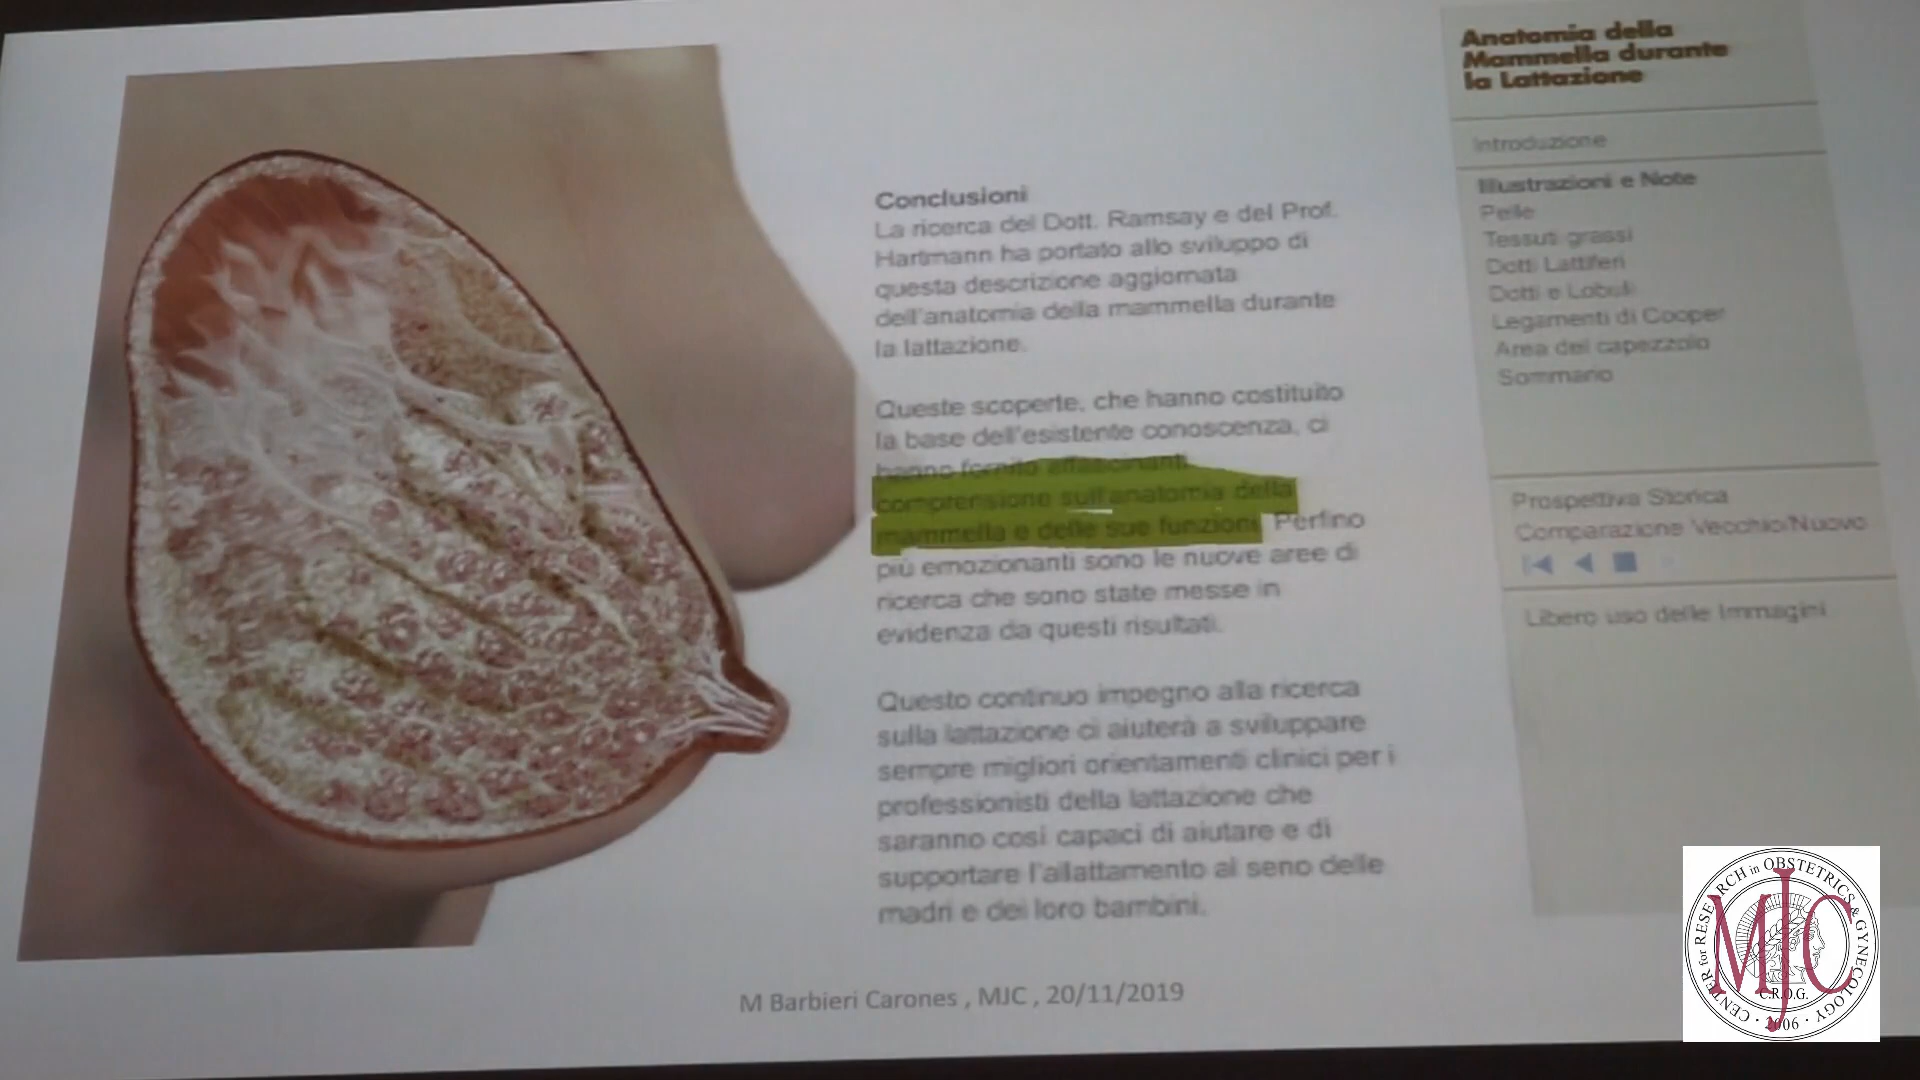 Anatomia della
Mammella durante
la Lattazione
Introduzione
Illustrazioni e Note
Pelle
Tessuti grassi
Dotti Lattiferi
Dotti e Lobuli
Legamenti di Cooper
Area del capezzolo
Sommario
Prospettiva Storica
Comparazione Vecchio/Nuovo
Libero uso delle Immagini
Conclusioni
La ricerca del Dott. Ramsay e del Prof.
Hartmann ha portato allo sviluppo di
questa descrizione aggiornata
dell'anatomia della mammella durante
la lattazione.
Queste scoperte, che hanno costituito
la base dell'esistente conoscenza, ci
hanno fornito affascinanti
comprensione sull'anatomia della
mammella e delle sue funzioni. Perfino
più emozionanti sono le nuove aree di
ricerca che sono state messe in
evidenza da questi risultati.
Questo continuo impegno alla ricerca
sulla lattazione ci aiuterà a sviluppare
sempre migliori orientamenti clinici per i
professionisti della lattazione che
saranno così capaci di aiutare e di
supportare l'allattamento al seno delle
madri e dei loro bambini.
M Barbieri Carones , MJC , 20/11/2019
CENTER for RESEARCH in OBSTETRICS & GYNECOLOGY
MJC
C.R.O.G.
2006